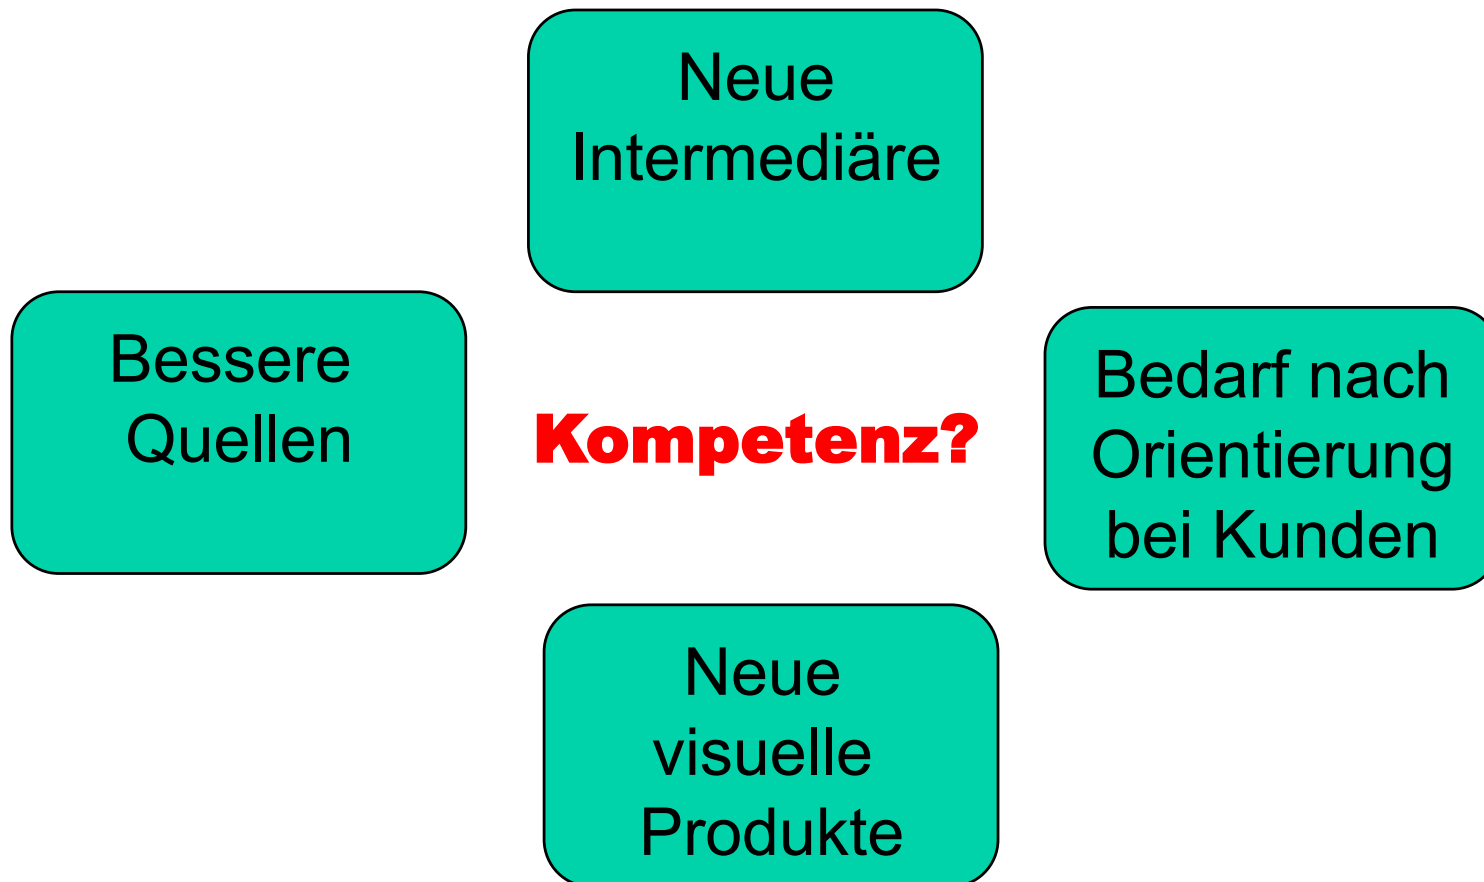 Neue
Intermediäre
Bessere
Quellen
Kompetenz?
Bedarf nach
Orientierung
bei Kunden
Neue
visuelle
Produkte